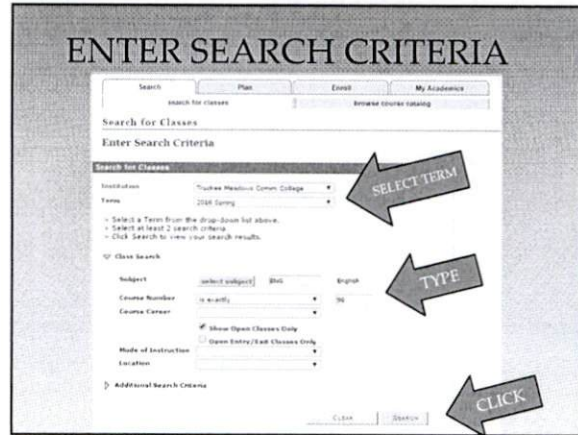 ENTER SEARCH CRITERIA
Search Plan Enroll My Academics
search for classes browse course catalog
Search for Classes
Enter Search Criteria
Search for Classes
Institution Truckee Meadows Comm College
Term 2016 Spring
SELECT TERM
Select a Term from the drop-down list above.
Select at least 2 search criteria.
Click Search to view your search results.
Class Search
Subject select subject ENG English
TYPE
Course Number is exactly 98
Course Career
Show Open Classes Only
Open Entry/Exit Classes Only
Mode of Instruction
Location
Additional Search Criteria
CLEAR SEARCH
CLICK